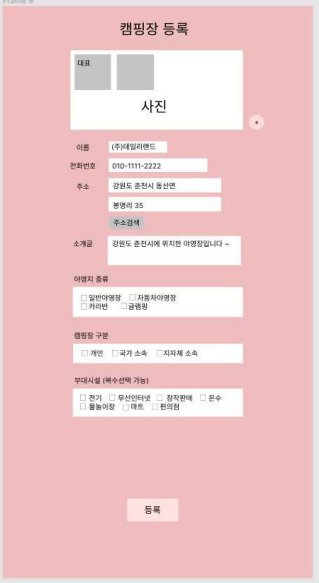 Frame 9
캠핑장 등록
대표
사진
+
이름 (주)데일리랜드
전화번호 010-1111-2222
주소 강원도 춘천시 동산면
봉명리 35
주소검색
소개글 강원도 춘천시에 위치한 야영장입니다 ~
야영지 종류
일반야영장 자동차야영장
카라반 글램핑
캠핑장 구분
개인 국가 소속 지자체 소속
부대시설 (복수선택 가능)
전기 무선인터넷 장작판매 온수
물놀이장 마트 편의점
등록